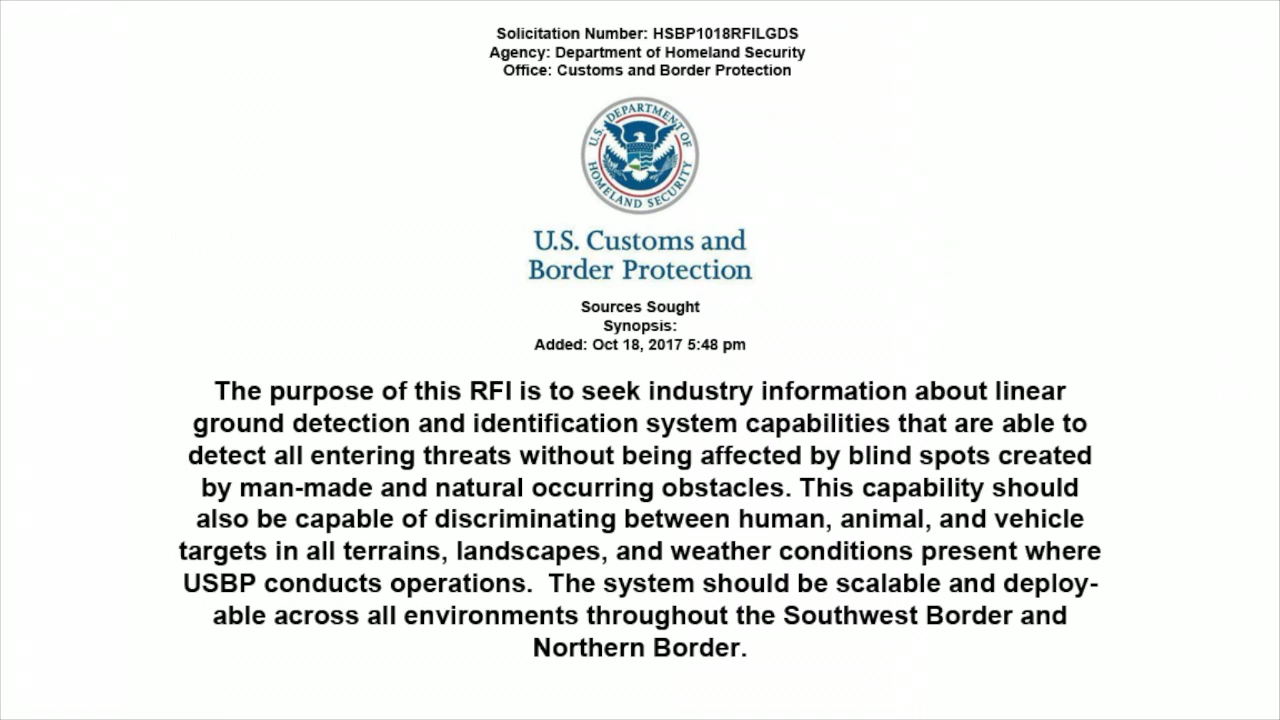 Solicitation Number: HSBP1018RFILGDS
Agency: Department of Homeland Security
Office: Customs and Border Protection
U.S. DEPARTMENT OF
HOMELAND SECURITY
U.S. Customs and
Border Protection
Sources Sought
Synopsis:
Added: Oct 18, 2017 5:48 pm
The purpose of this RFI is to seek industry information about linear
ground detection and identification system capabilities that are able to
detect all entering threats without being affected by blind spots created
by man-made and natural occurring obstacles. This capability should
also be capable of discriminating between human, animal, and vehicle
targets in all terrains, landscapes, and weather conditions present where
USBP conducts operations.  The system should be scalable and deploy-
able across all environments throughout the Southwest Border and
Northern Border.